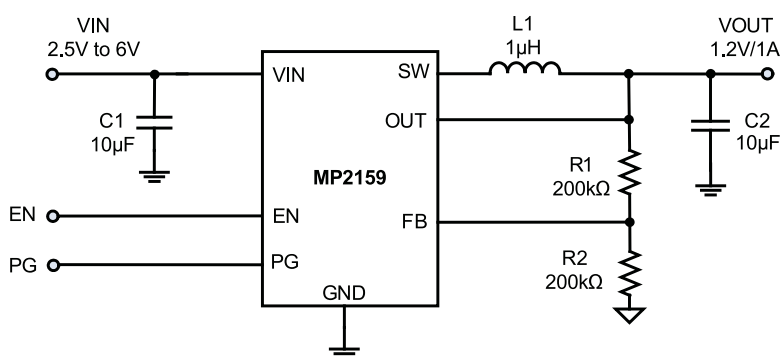 VIN
2.5V to 6V
L1
1µH
VOUT
1.2V/1A
VIN
SW
C1
10µF
OUT
C2
10µF
MP2159
R1
200kΩ
EN
EN
FB
PG
PG
R2
200kΩ
GND